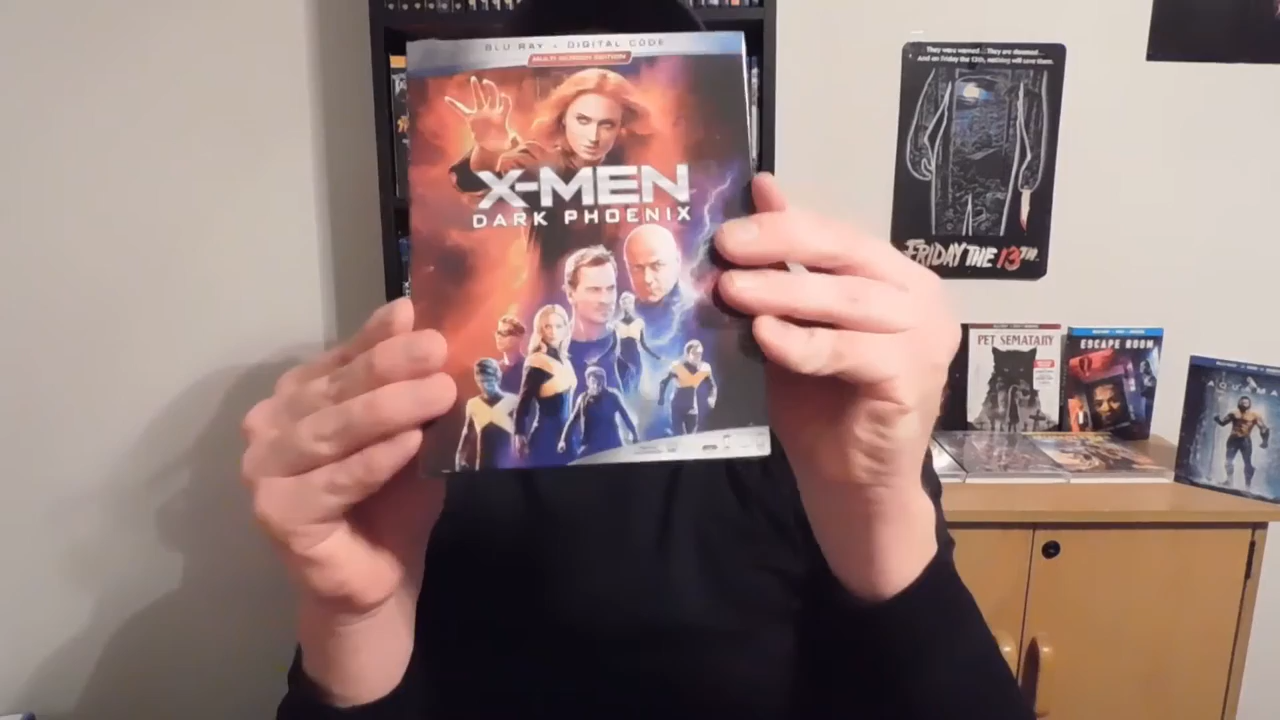 BLU-RAY + DIGITAL CODE
MULTI-SCREEN EDITION
X-MEN
DARK PHOENIX
They were warned... They are doomed...
And on Friday the 13th, nothing will save them.
FRIDAY THE 13TH
PET SEMATARY
ESCAPE ROOM
AQUAMA